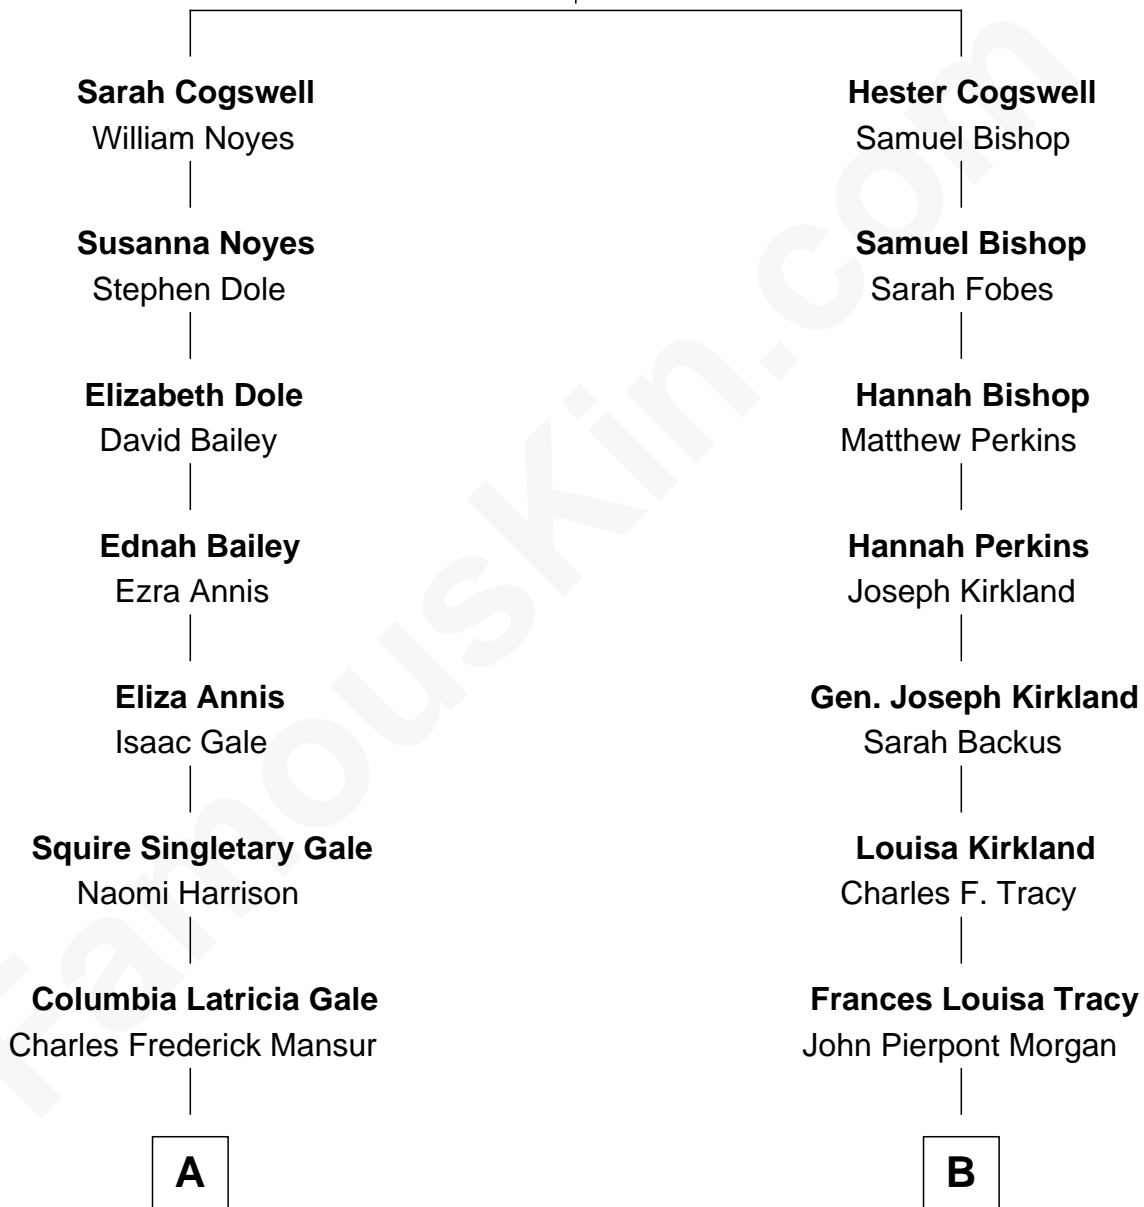 Sarah Cogswell
William Noyes
Susanna Noyes
Stephen Dole
Elizabeth Dole
David Bailey
Ednah Bailey
Ezra Annis
Eliza Annis
Isaac Gale
Squire Singletary Gale
Naomi Harrison
Columbia Latricia Gale
Charles Frederick Mansur
A
Hester Cogswell
Samuel Bishop
Samuel Bishop
Sarah Fobes
Hannah Bishop
Matthew Perkins
Hannah Perkins
Joseph Kirkland
Gen. Joseph Kirkland
Sarah Backus
Louisa Kirkland
Charles F. Tracy
Frances Louisa Tracy
John Pierpont Morgan
B
FamousKin.com